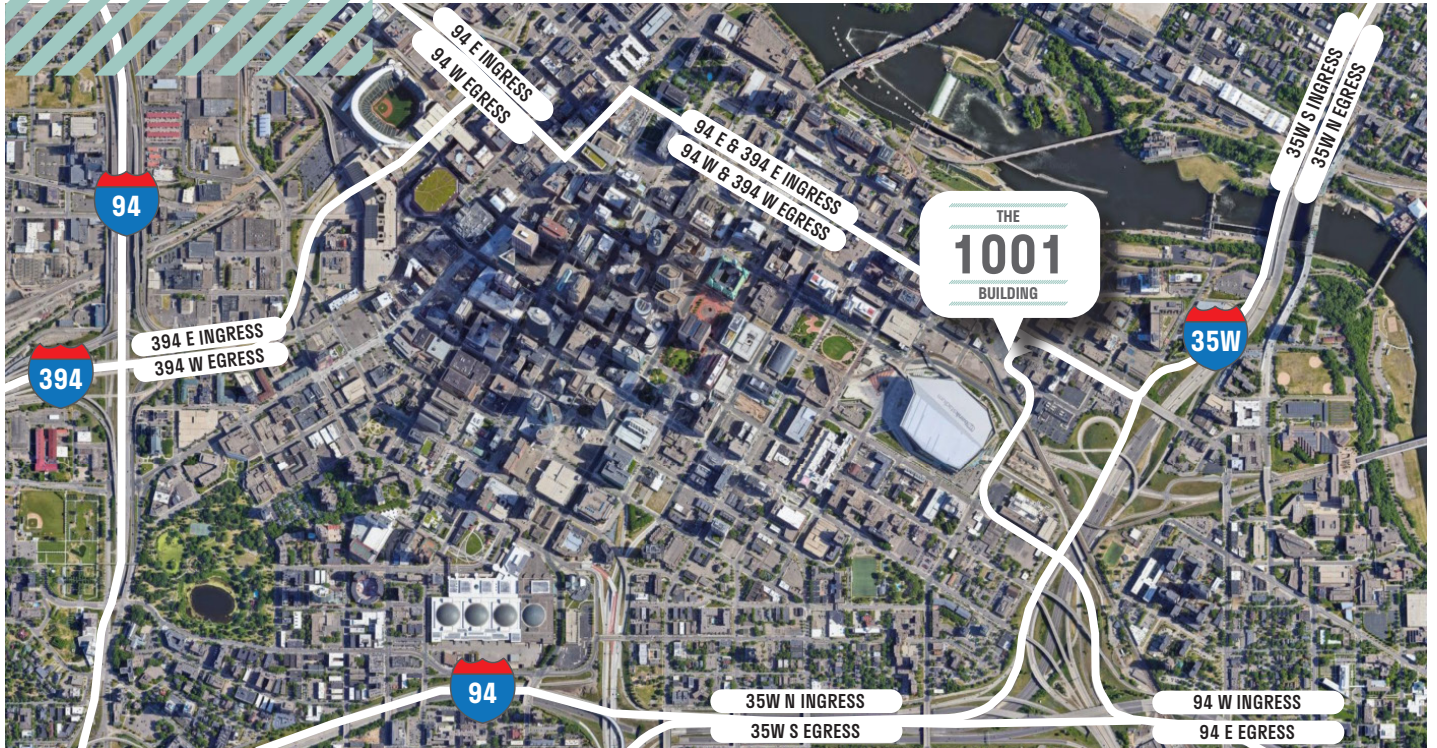 94 E INGRESS
94 W EGRESS
94 E & 394 E INGRESS
94 W & 394 W EGRESS
35W S INGRESS
35W N EGRESS
94
THE
1001
BUILDING
394 E INGRESS
394 W EGRESS
394
35W
94
35W N INGRESS
35W S EGRESS
94 W INGRESS
94 E EGRESS